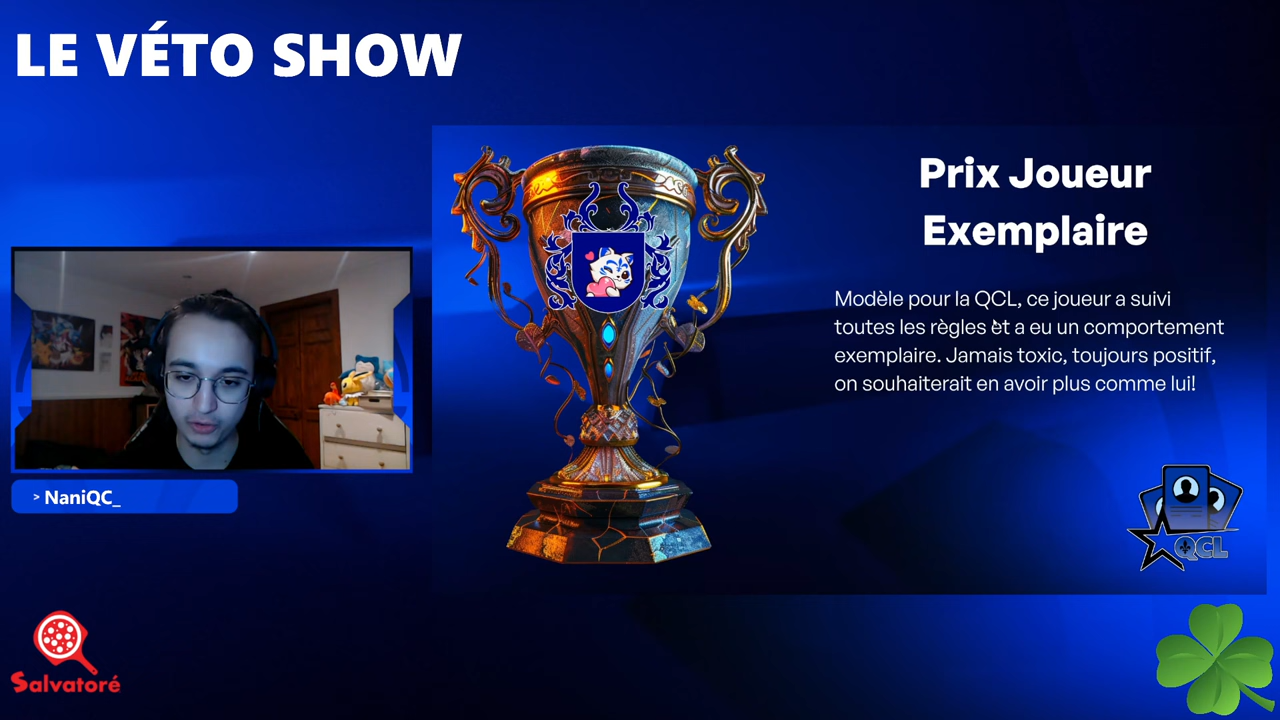 LE VÉTO SHOW
Prix Joueur
Exemplaire
Modèle pour la QCL, ce joueur a suivi
toutes les règles et a eu un comportement
exemplaire. Jamais toxic, toujours positif,
on souhaiterait en avoir plus comme lui!
> NaniQC_
QCL
Salvatoré